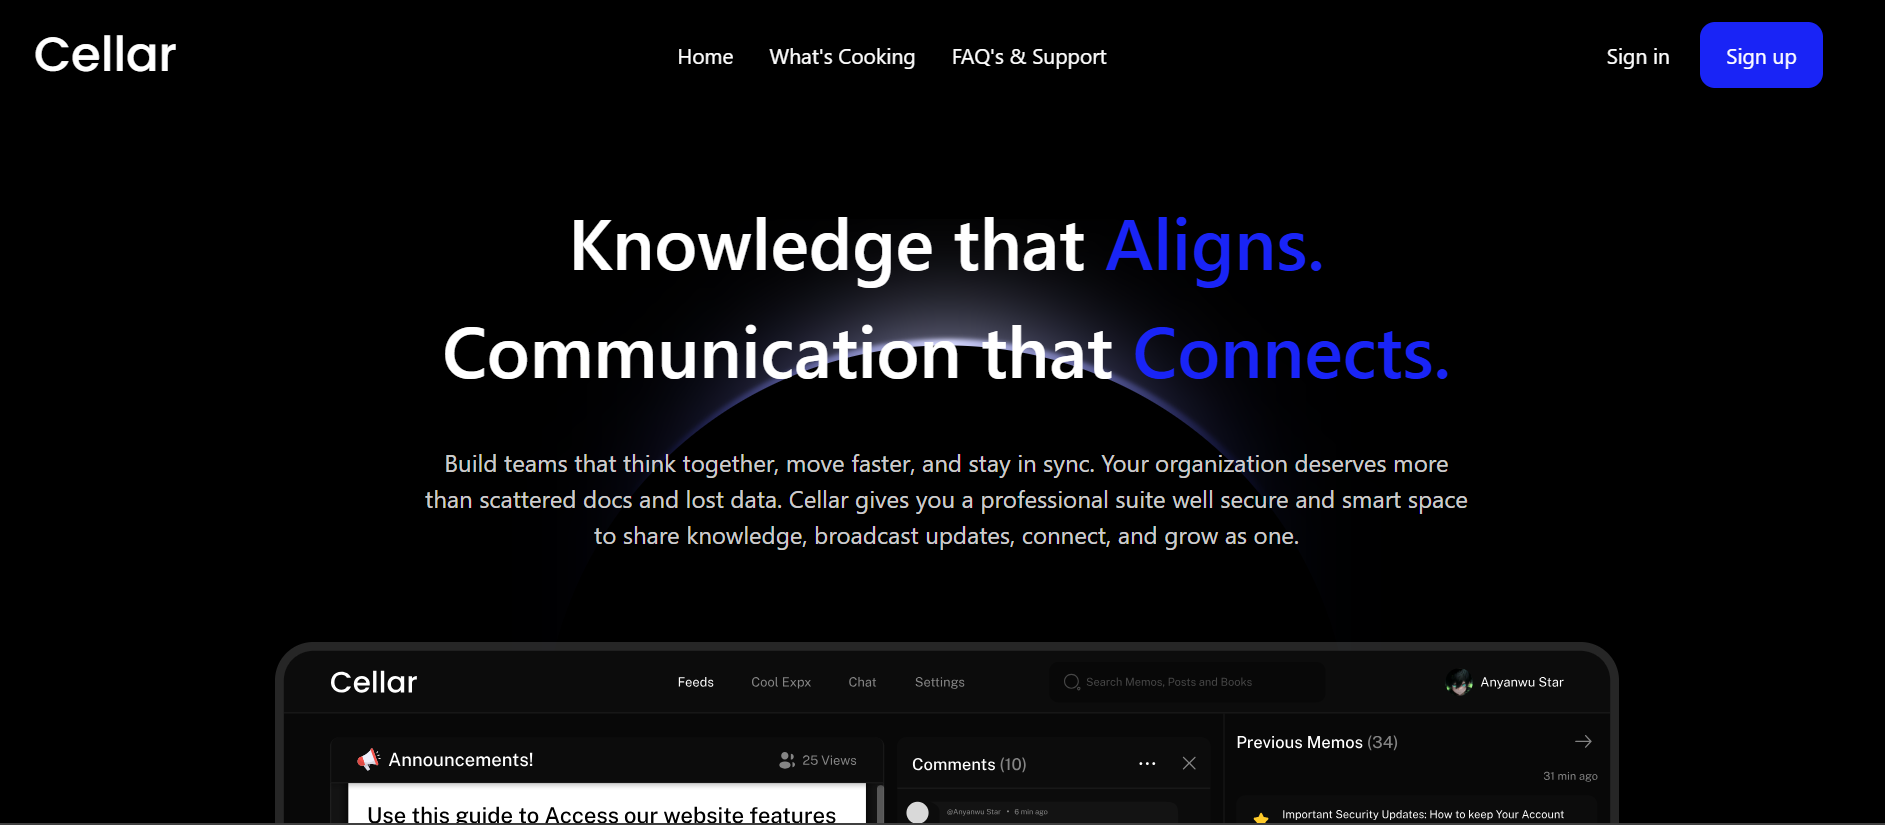 Cellar
Home
What's Cooking
FAQ's & Support
Sign in
Sign up
Knowledge that Aligns.
Communication that Connects.
Build teams that think together, move faster, and stay in sync. Your organization deserves more
than scattered docs and lost data. Cellar gives you a professional suite well secure and smart space
to share knowledge, broadcast updates, connect, and grow as one.
Cellar
Feeds
Cool Expx
Chat
Settings
Search Memos, Posts and Books
Anyanwu Star
Announcements!
25 Views
Use this guide to Access our website features
Comments (10)
@Anyanwu Star • 6 min ago
Previous Memos (34)
31 min ago
Important Security Updates: How to keep Your Account